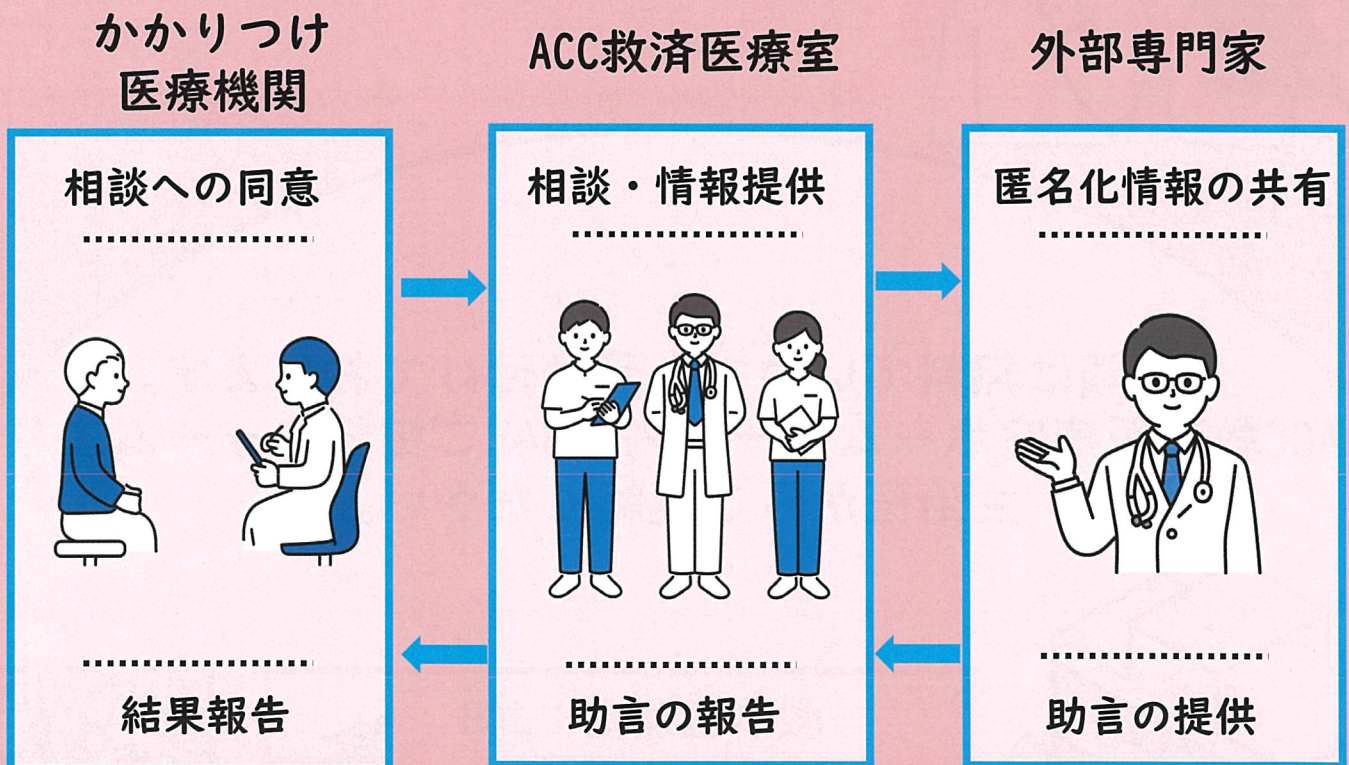 かかりつけ
医療機関
ACC救済医療室
外部専門家
相談への同意
相談・情報提供
匿名化情報の共有
結果報告
助言の報告
助言の提供